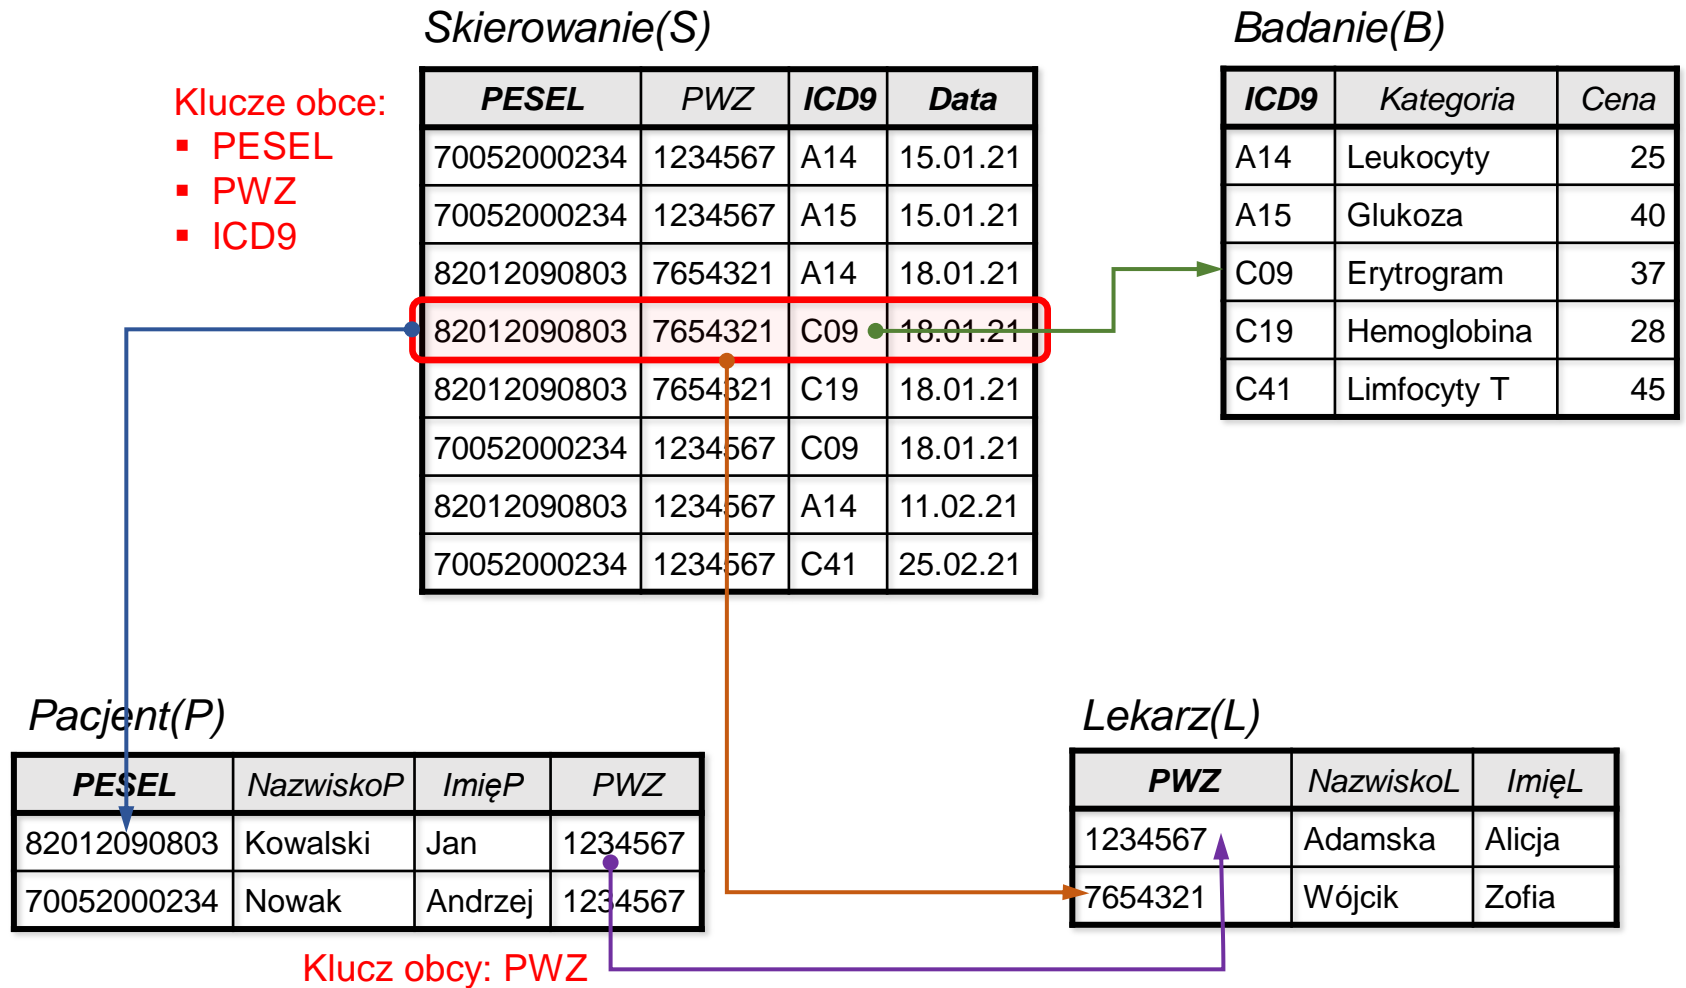 Skierowanie(S)
Klucze obce:
▪ PESEL
▪ PWZ
▪ ICD9
PESEL PWZ ICD9 Data
70052000234 1234567 A14 15.01.21
70052000234 1234567 A15 15.01.21
82012090803 7654321 A14 18.01.21
82012090803 7654321 C09 18.01.21
82012090803 7654321 C19 18.01.21
70052000234 1234567 C09 18.01.21
82012090803 1234567 A14 11.02.21
70052000234 1234567 C41 25.02.21
Badanie(B)
ICD9 Kategoria Cena
A14 Leukocyty 25
A15 Glukoza 40
C09 Erytrogram 37
C19 Hemoglobina 28
C41 Limfocyty T 45
Pacjent(P)
PESEL NazwiskoP ImięP PWZ
82012090803 Kowalski Jan 1234567
70052000234 Nowak Andrzej 1234567
Klucz obcy: PWZ
Lekarz(L)
PWZ NazwiskoL ImięL
1234567 Adamska Alicja
7654321 Wójcik Zofia